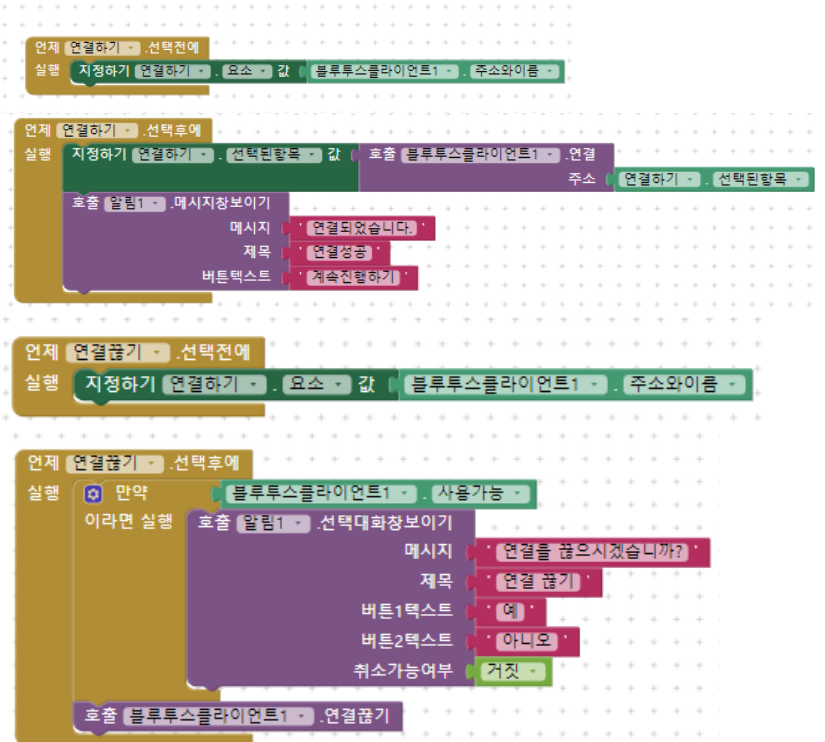 언제 연결하기 .선택전에
실행 지정하기 연결하기 . 요소 값 블루투스클라이언트1 . 주소와이름
언제 연결하기 .선택후에
실행 지정하기 연결하기 . 선택된항목 값 호출 블루투스클라이언트1 .연결
주소 연결하기 . 선택된항목
호출 알림1 .메시지창보이기
메시지 " 연결되었습니다. "
제목 " 연결성공 "
버튼텍스트 " 계속진행하기 "
언제 연결끊기 .선택전에
실행 지정하기 연결하기 . 요소 값 블루투스클라이언트1 . 주소와이름
언제 연결끊기 .선택후에
실행 만약 블루투스클라이언트1 . 사용가능
이라면 실행 호출 알림1 .선택대화창보이기
메시지 " 연결을 끊으시겠습니까? "
제목 " 연결 끊기 "
버튼1텍스트 " 예 "
버튼2텍스트 " 아니오 "
취소가능여부 거짓
호출 블루투스클라이언트1 .연결끊기